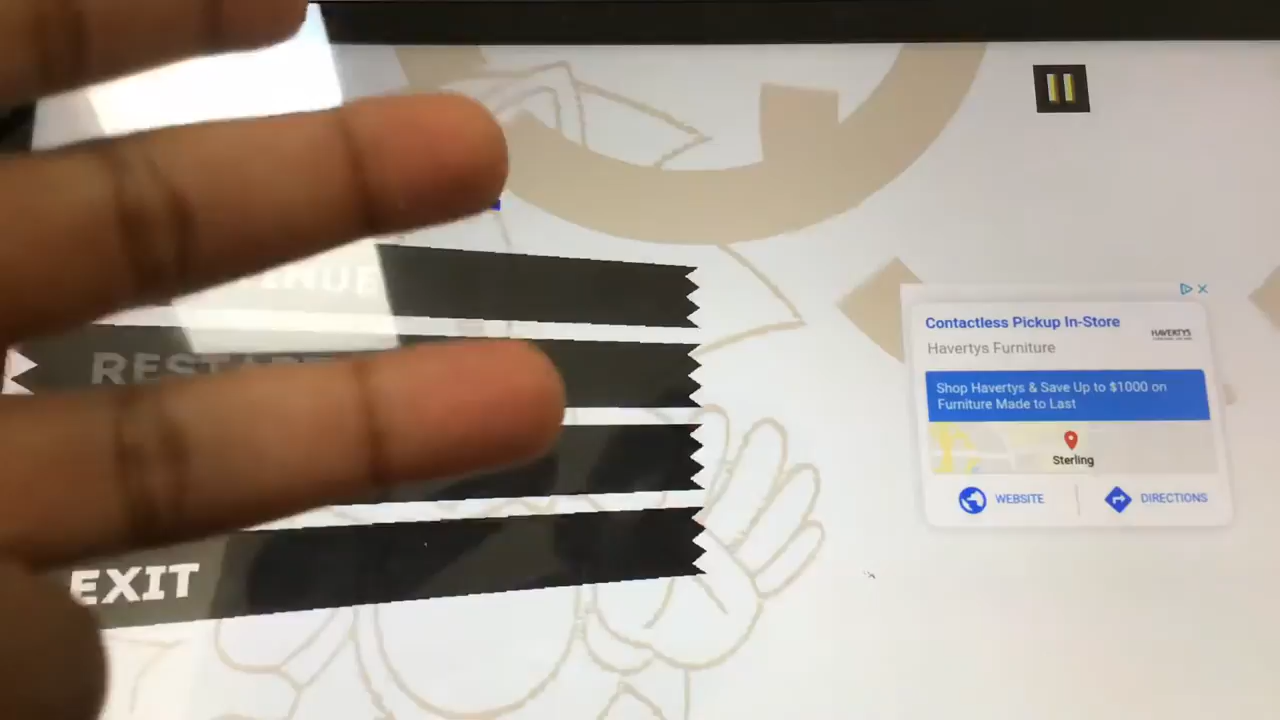 EXIT
Contactless Pickup In-Store
HAVERTYS
Havertys Furniture
Shop Havertys & Save Up to $1000 on
Furniture Made to Last
Sterling
WEBSITE
DIRECTIONS